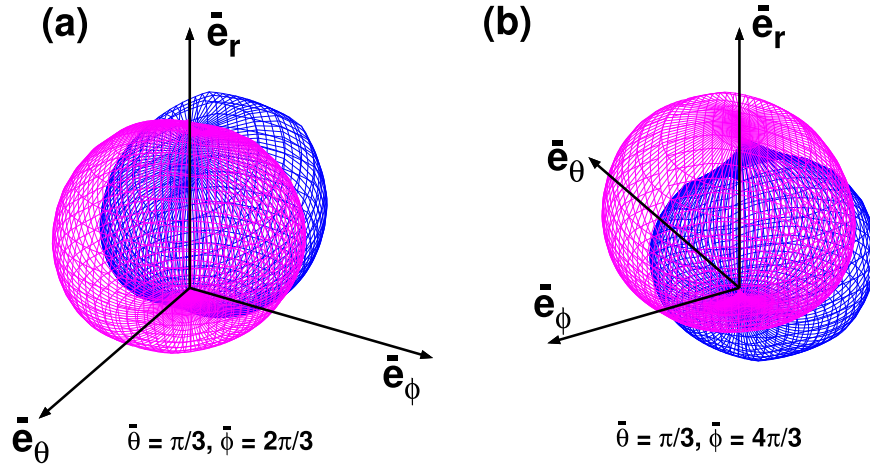 (a)
ē_r
ē_θ
ē_φ
θ̄ = π/3, φ̄ = 2π/3
(b)
ē_r
ē_θ
ē_φ
θ̄ = π/3, φ̄ = 4π/3